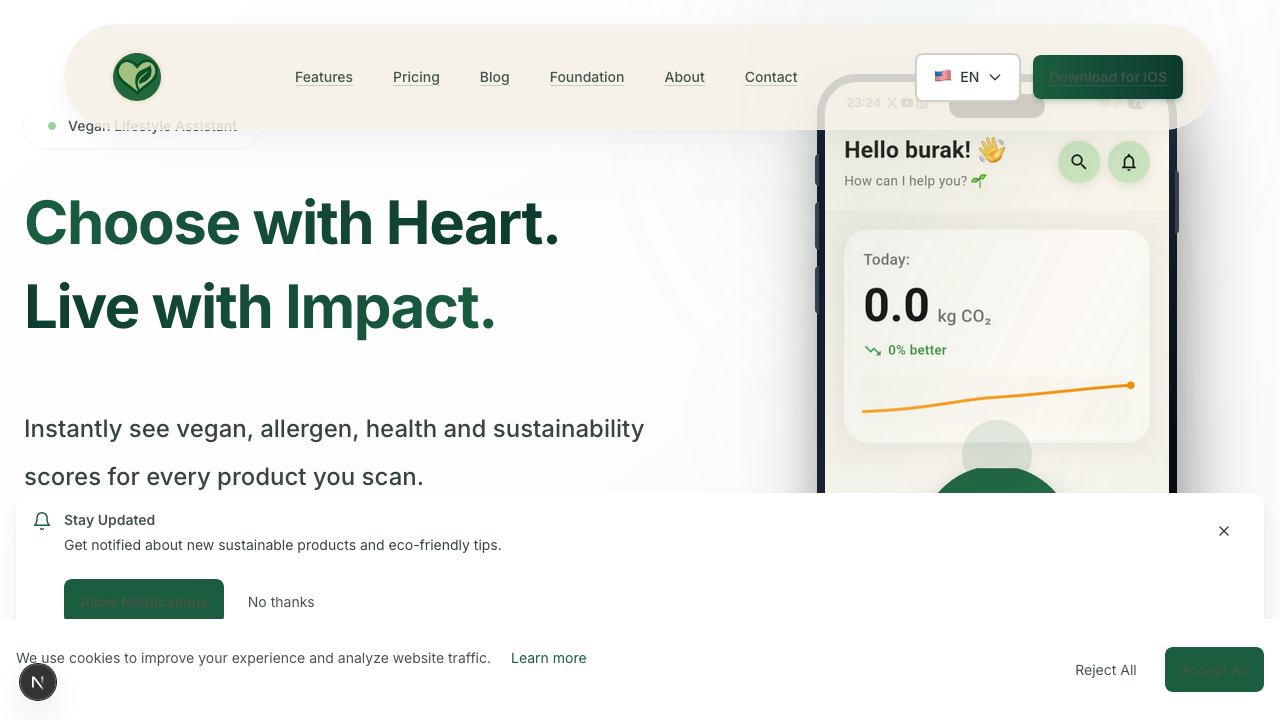 Features
Pricing
Blog
Foundation
About
Contact
EN
Download for iOS
23:24
Vegan Lifestyle Assistant
Choose with Heart.
Live with Impact.
Instantly see vegan, allergen, health and sustainability
scores for every product you scan.
Hello burak! 👋
How can I help you? 🌱
Today:
0.0 kg CO₂
0% better
Stay Updated
Get notified about new sustainable products and eco-friendly tips.
Allow Notifications
No thanks
We use cookies to improve your experience and analyze website traffic.
Learn more
Reject All
Accept All
N